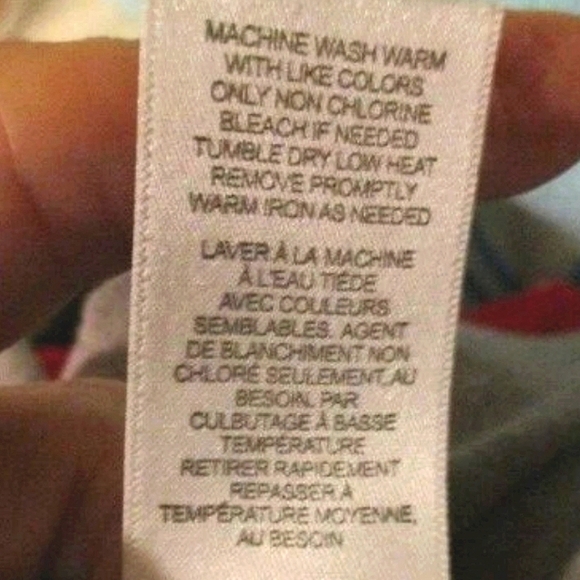 MACHINE WASH WARM
WITH LIKE COLORS
ONLY NON CHLORINE
BLEACH IF NEEDED
TUMBLE DRY LOW HEAT
REMOVE PROMPTLY
WARM IRON AS NEEDED
LAVER À LA MACHINE
À L'EAU TIÈDE
AVEC COULEURS
SEMBLABLES. AGENT
DE BLANCHIMENT NON
CHLORÉ SEULEMENT AU
BESOIN. PAR
CULBUTAGE À BASSE
TEMPÉRATURE
RETIRER RAPIDEMENT
REPASSER À
TEMPÉRATURE MOYENNE,
AU BESOIN